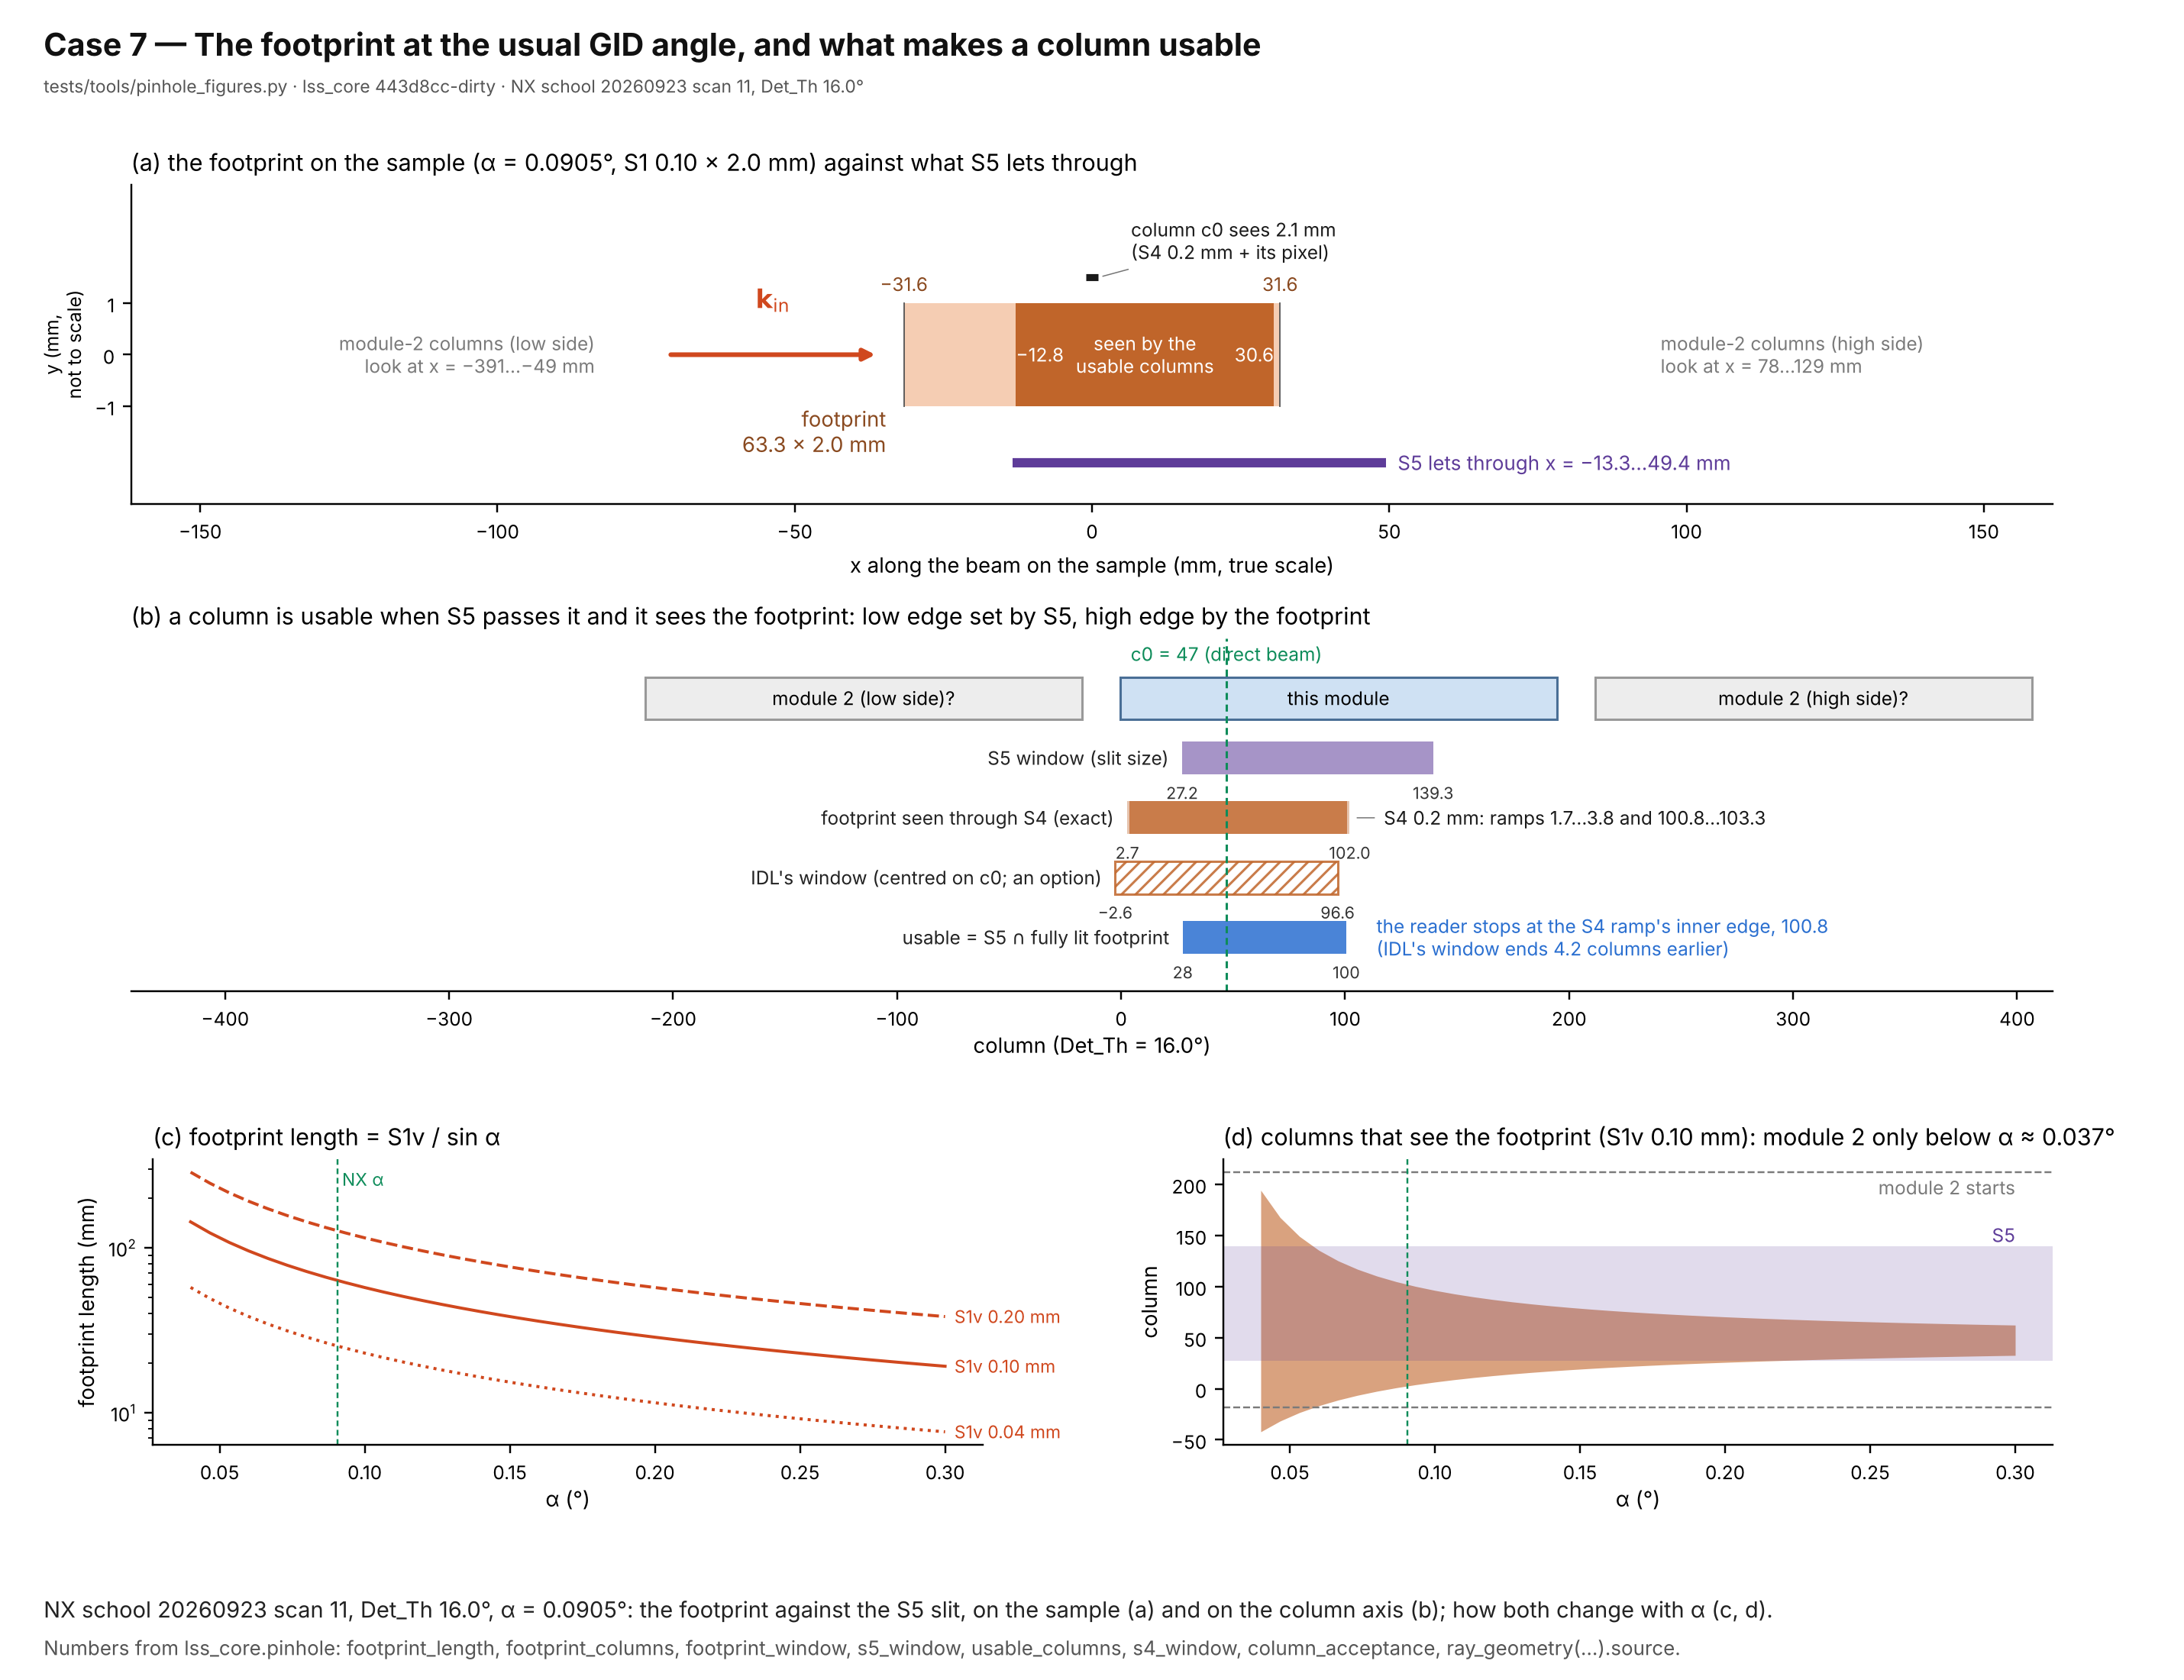 Case 7 — The footprint at the usual GID angle, and what makes a column usable
tests/tools/pinhole_figures.py · lss_core 443d8cc-dirty · NX school 20260923 scan 11, Det_Th 16.0°
(a) the footprint on the sample (α = 0.0905°, S1 0.10 × 2.0 mm) against what S5 lets through
column c0 sees 2.1 mm
(S4 0.2 mm + its pixel)
−31.6
31.6
k_in
module-2 columns (low side)
look at x = −391…−49 mm
−12.8
seen by the
usable columns
30.6
module-2 columns (high side)
look at x = 78…129 mm
footprint
63.3 × 2.0 mm
S5 lets through x = −13.3…49.4 mm
y (mm,
not to scale)
1
0
−1
−150
−100
−50
0
50
100
150
x along the beam on the sample (mm, true scale)
(b) a column is usable when S5 passes it and it sees the footprint: low edge set by S5, high edge by the footprint
c0 = 47 (direct beam)
module 2 (low side)?
this module
module 2 (high side)?
S5 window (slit size)
27.2
139.3
footprint seen through S4 (exact)
S4 0.2 mm: ramps 1.7…3.8 and 100.8…103.3
2.7
102.0
IDL's window (centred on c0; an option)
−2.6
96.6
usable = S5 ∩ fully lit footprint
the reader stops at the S4 ramp's inner edge, 100.8
(IDL's window ends 4.2 columns earlier)
28
100
−400
−300
−200
−100
0
100
200
300
400
column (Det_Th = 16.0°)
(c) footprint length = S1v / sin α
NX α
S1v 0.20 mm
S1v 0.10 mm
S1v 0.04 mm
footprint length (mm)
10²
10¹
0.05
0.10
0.15
0.20
0.25
0.30
α (°)
(d) columns that see the footprint (S1v 0.10 mm): module 2 only below α ≈ 0.037°
module 2 starts
S5
column
200
150
100
50
0
−50
0.05
0.10
0.15
0.20
0.25
0.30
α (°)
NX school 20260923 scan 11, Det_Th 16.0°, α = 0.0905°: the footprint against the S5 slit, on the sample (a) and on the column axis (b); how both change with α (c, d).
Numbers from lss_core.pinhole: footprint_length, footprint_columns, footprint_window, s5_window, usable_columns, s4_window, column_acceptance, ray_geometry(…).source.